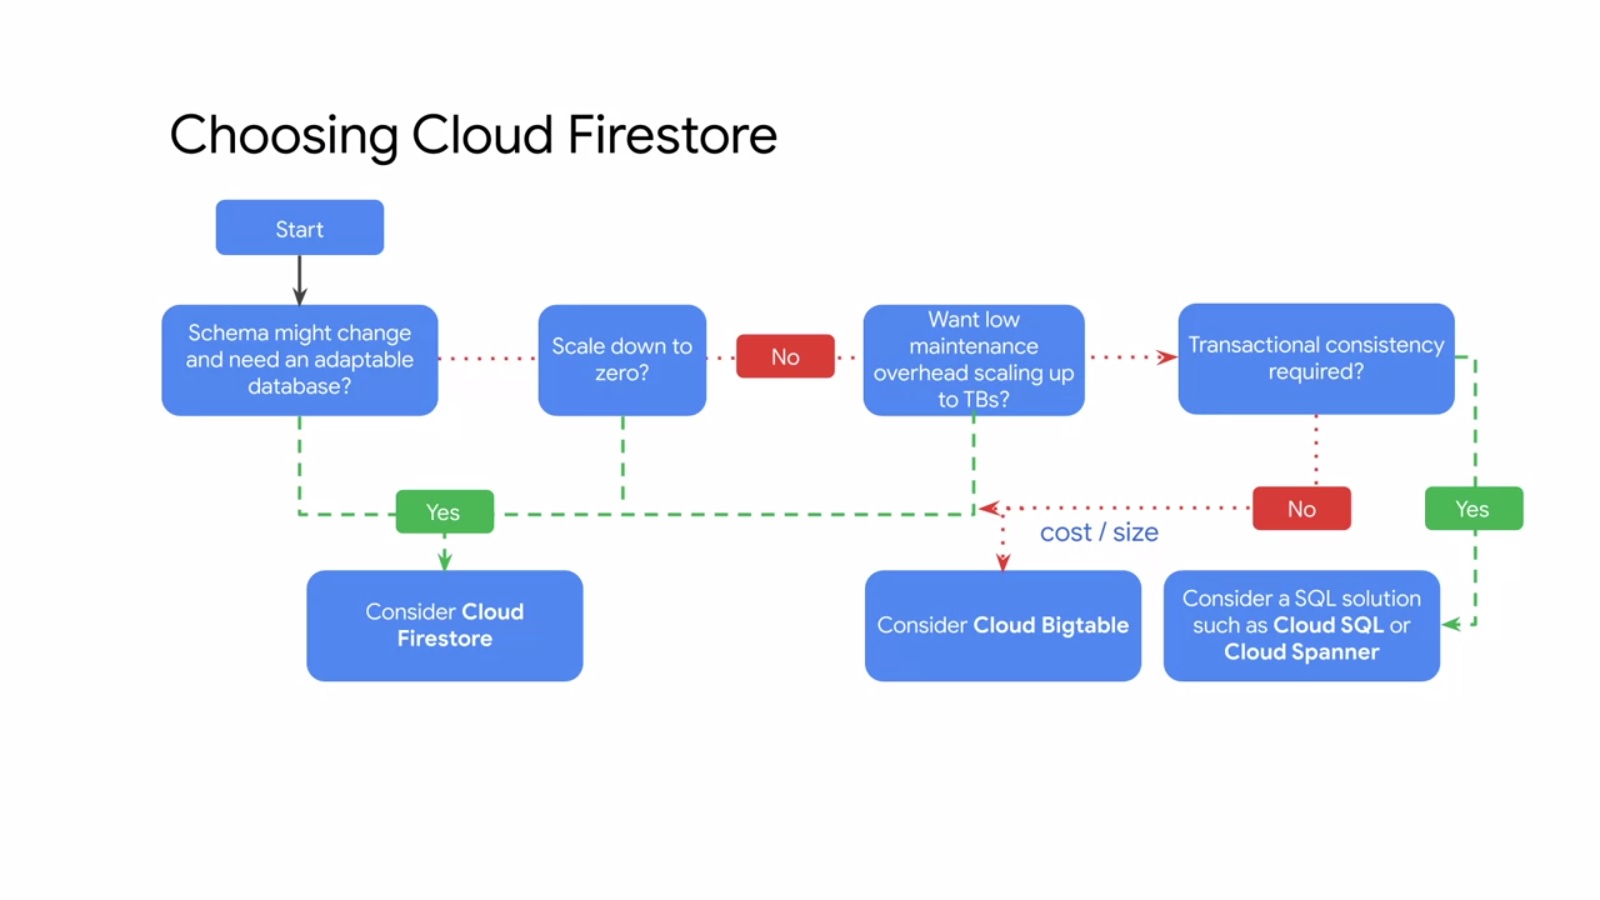 Choosing Cloud Firestore
Start
Schema might change
and need an adaptable
database?
Scale down to
zero?
No
Want low
maintenance
overhead scaling up
to TBs?
Transactional consistency
required?
Yes
cost / size
No
Yes
Consider Cloud
Firestore
Consider Cloud Bigtable
Consider a SQL solution
such as Cloud SQL or
Cloud Spanner